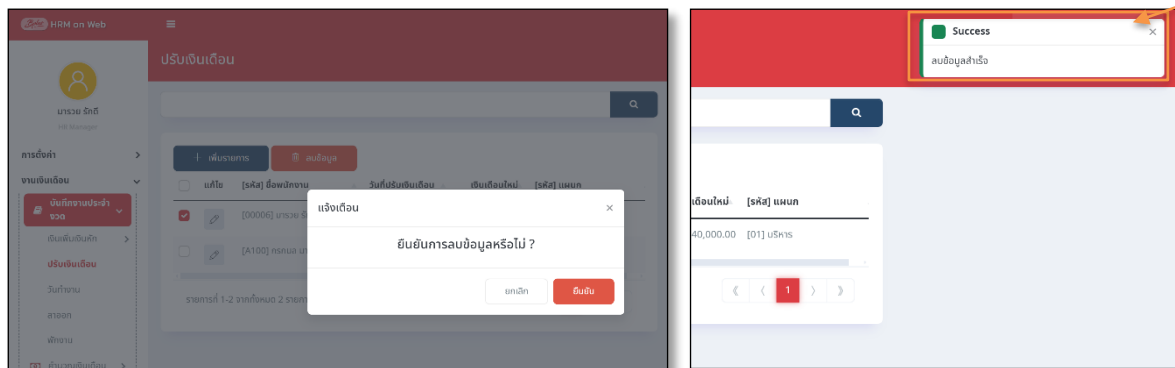 HRM on Web
ปรับเงินเดือน
มารวย รักดี
HR Manager
การตั้งค่า
งานเงินเดือน
บันทึกงานประจำ
งวด
เงินเพิ่มเงินหัก
ปรับเงินเดือน
วันทำงาน
ลาออก
พักงาน
คำนวณเงินเดือน
เพิ่มรายการ
ลบข้อมูล
แก้ไข [รหัส] ชื่อพนักงาน วันที่ปรับเงินเดือน เงินเดือนใหม่ [รหัส] แผนก
[00006] มารวย
[A100]
รายการที่ 1-2 จากทั้งหมด 2
แจ้งเตือน
ยืนยันการลบข้อมูลหรือไม่ ?
ยกเลิก ยืนยัน
Success
ลบข้อมูลสำเร็จ
[รหัส] แผนก
40,000.00 [01] บริหาร
1